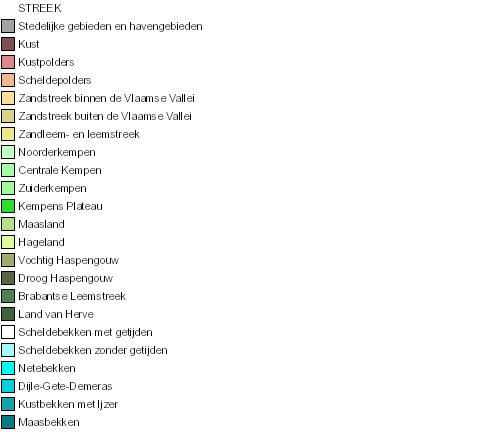 STREEK
Stedelijke gebieden en havengebieden
Kust
Kustpolders
Scheldepolders
Zandstreek binnen de Vlaamse Vallei
Zandstreek buiten de Vlaamse Vallei
Zandleem- en leemstreek
Noorderkempen
Centrale Kempen
Zuiderkempen
Kempens Plateau
Maasland
Hageland
Vochtig Haspengouw
Droog Haspengouw
Brabantse Leemstreek
Land van Herve
Scheldebekken met getijden
Scheldebekken zonder getijden
Netebekken
Dijle-Gete-Demeras
Kustbekken met Ijzer
Maasbekken